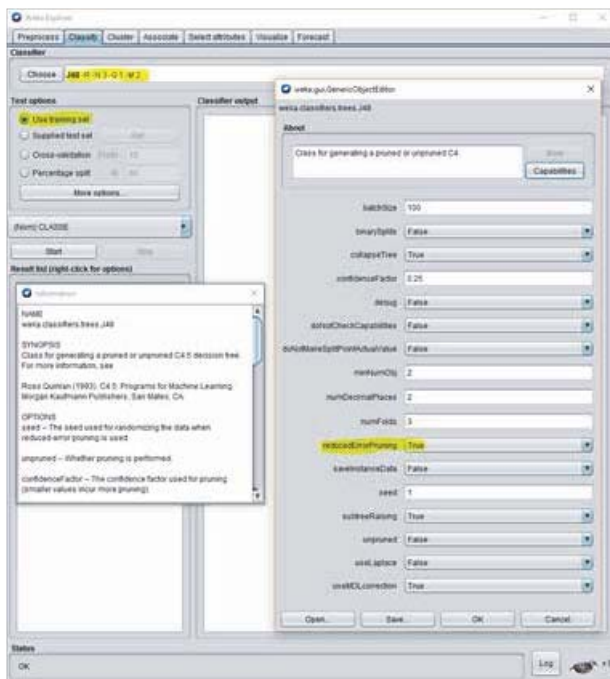 Weka Explorer
Preprocess Classify Cluster Associate Select attributes Visualize Forecast
Classifier
Choose J48 -R -N 3 -Q 1 -M 2
Test options
Use training set
Supplied test set
Cross-validation Folds 10
Percentage split
More options...
(Nom) CLASSE
Start
Result list (right-click for options)
Classifier output
Information
NAME
weka.classifiers.trees.J48
SYNOPSIS
Class for generating a pruned or unpruned C4.5 decision tree.
For more information, see
Ross Quinlan (1993). C4.5: Programs for Machine Learning.
Morgan Kaufmann Publishers, San Mateo, CA.
OPTIONS
seed -- The seed used for randomizing the data when
reduced-error pruning is used.
unpruned -- Whether pruning is performed.
confidenceFactor -- The confidence factor used for pruning
(smaller values incur more pruning).
weka.gui.GenericObjectEditor
weka.classifiers.trees.J48
About
Class for generating a pruned or unpruned C4.
More
Capabilities
batchSize 100
binarySplits False
collapseTree True
confidenceFactor 0.25
debug False
doNotCheckCapabilities False
doNotMakeSplitPointActualValue False
minNumObj 2
numDecimalPlaces 2
numFolds 3
reducedErrorPruning True
saveInstanceData False
seed 1
subtreeRaising True
unpruned False
useLaplace False
useMDLcorrection True
Open... Save... OK Cancel
Status
OK
Log